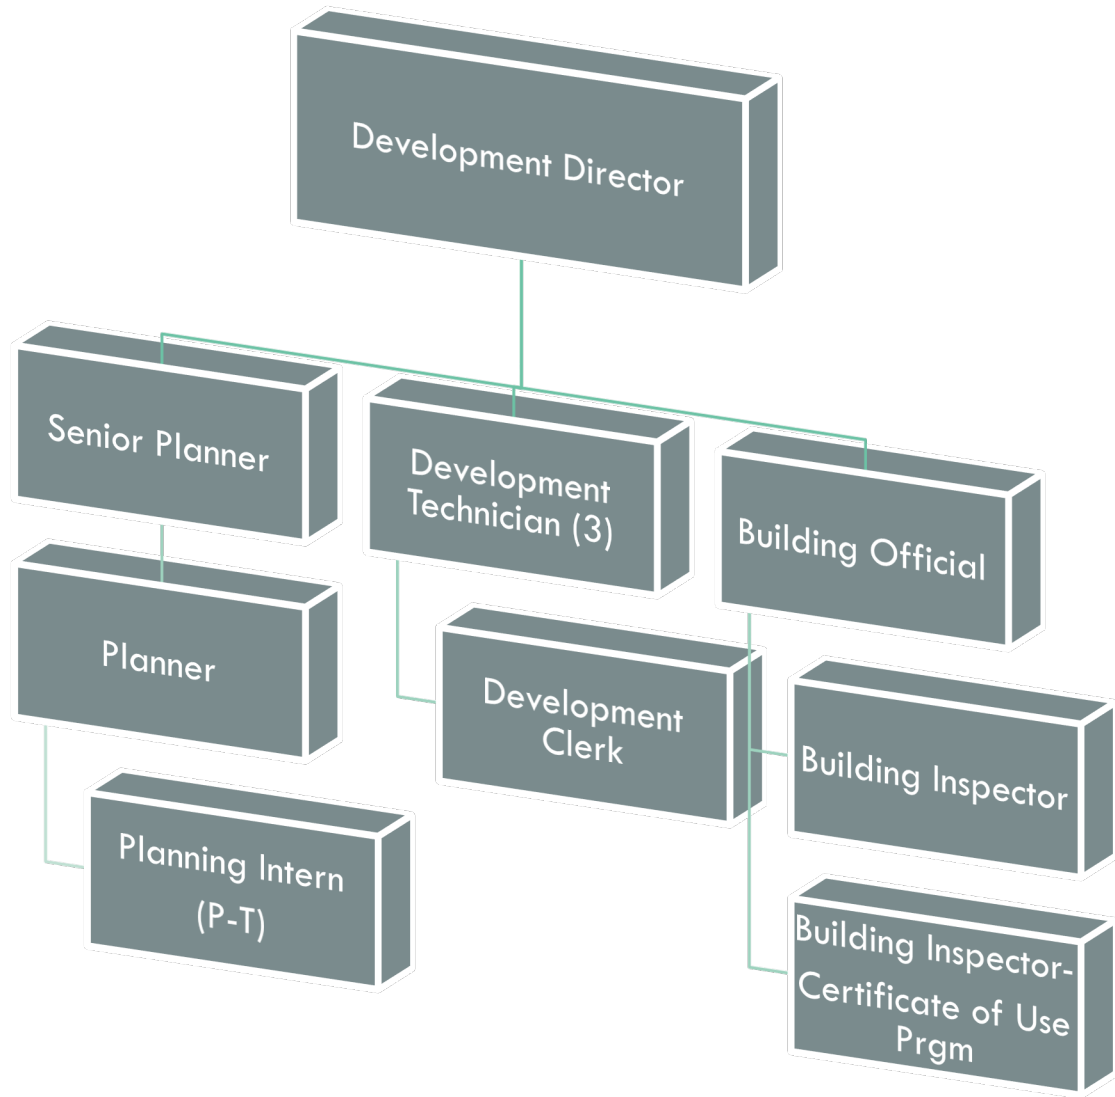 Development Director
Senior Planner
Development
Technician (3)
Building Official
Planner
Development
Clerk
Building Inspector
Planning Intern
(P-T)
Building Inspector-
Certificate of Use
Prgm